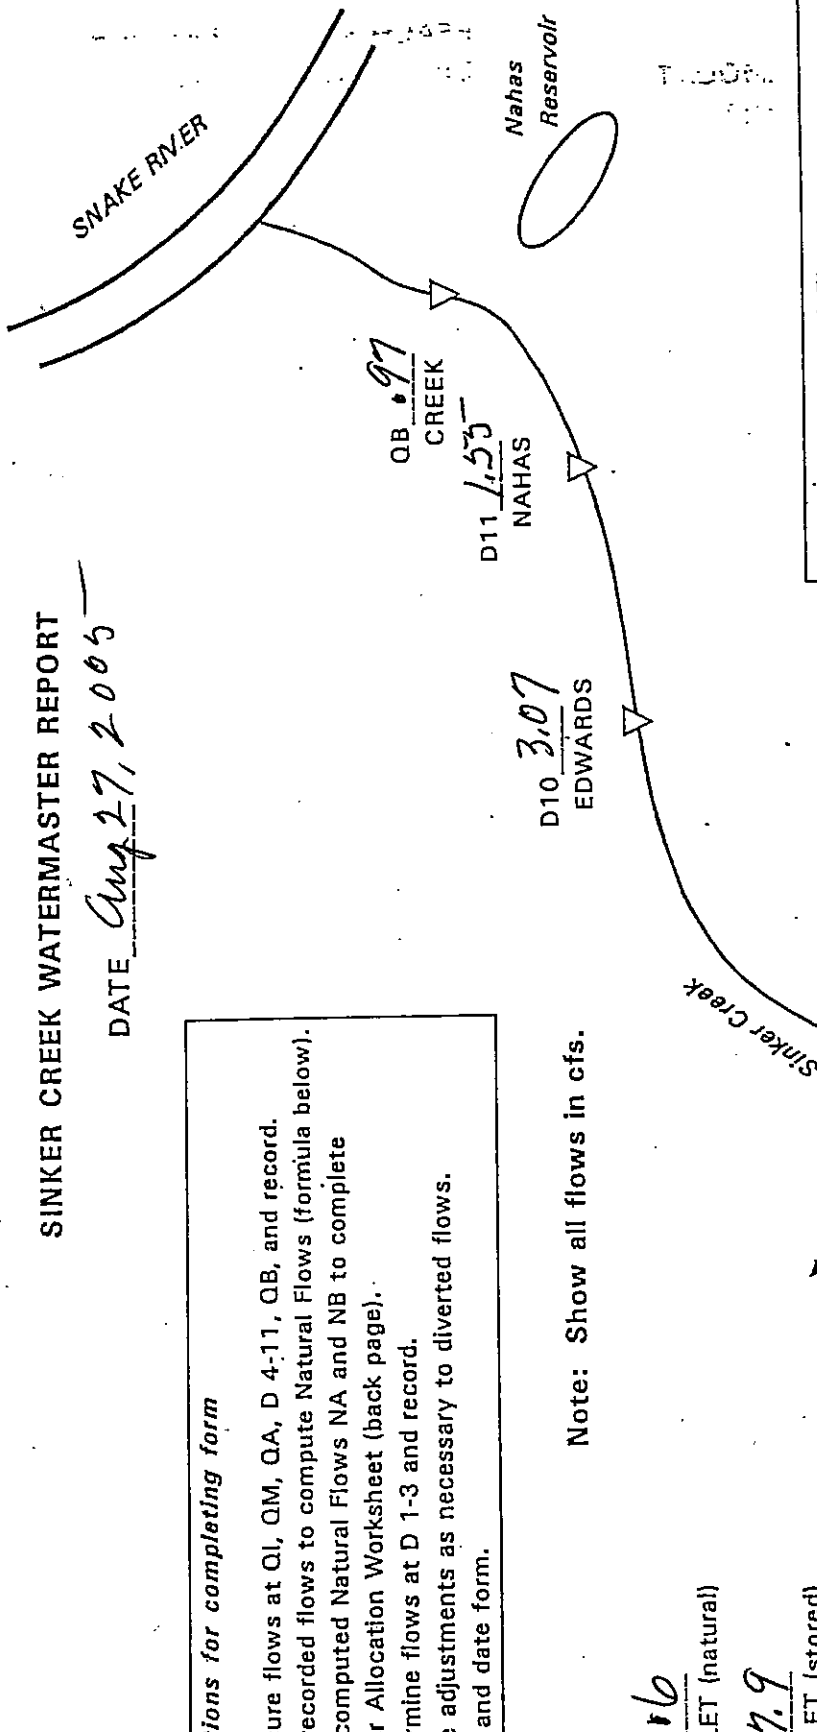 SINKER CREEK WATERMASTER REPORT
DATE Aug 27, 2005
ions for completing form
ure flows at QI, QM, QA, D 4-11, QB, and record.
recorded flows to compute Natural Flows (formula below).
computed Natural Flows NA and NB to complete
r Allocation Worksheet (back page).
rmine flows at D 1-3 and record.
e adjustments as necessary to diverted flows.
and date form.
Note: Show all flows in cfs.
SNAKE RIVER
Nahas
Reservoir
QB .97
CREEK
D11 1.55
NAHAS
D10 3.07
EDWARDS
Sinker Creek
LET (natural)
7.9
ET (stored)